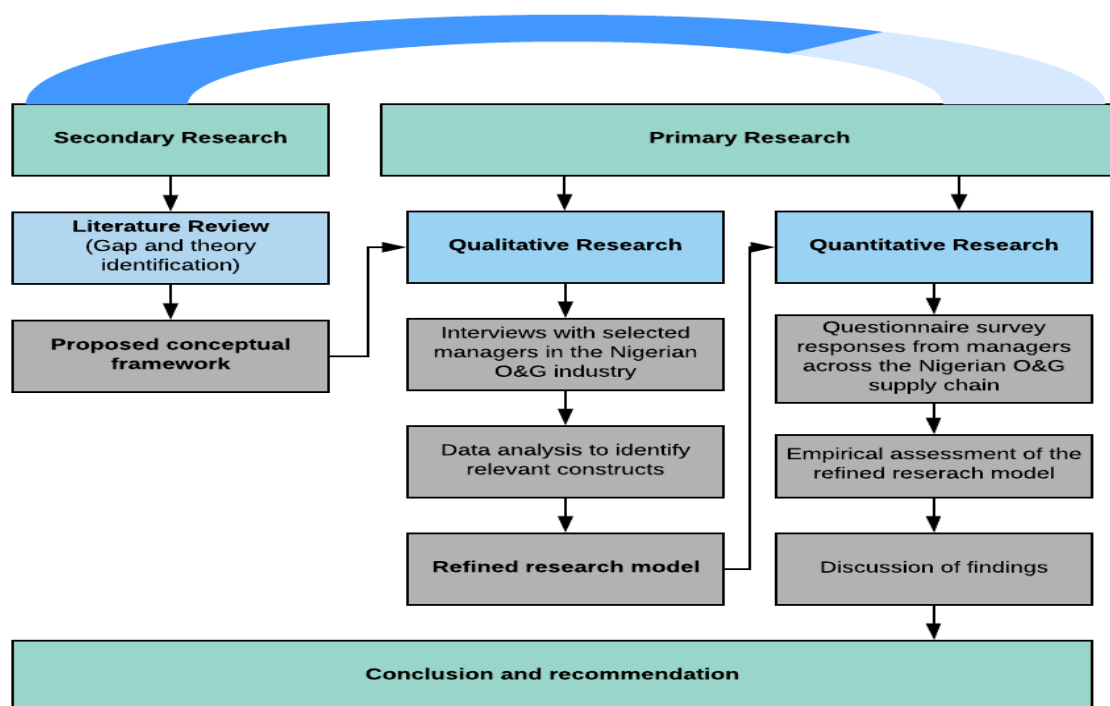 Secondary Research
Primary Research
Literature Review
(Gap and theory
identification)
Proposed conceptual
framework
Qualitative Research
Interviews with selected
managers in the Nigerian
O&G industry
Data analysis to identify
relevant constructs
Refined research model
Quantitative Research
Questionnaire survey
responses from managers
across the Nigerian O&G
supply chain
Empirical assessment of the
refined reserach model
Discussion of findings
Conclusion and recommendation